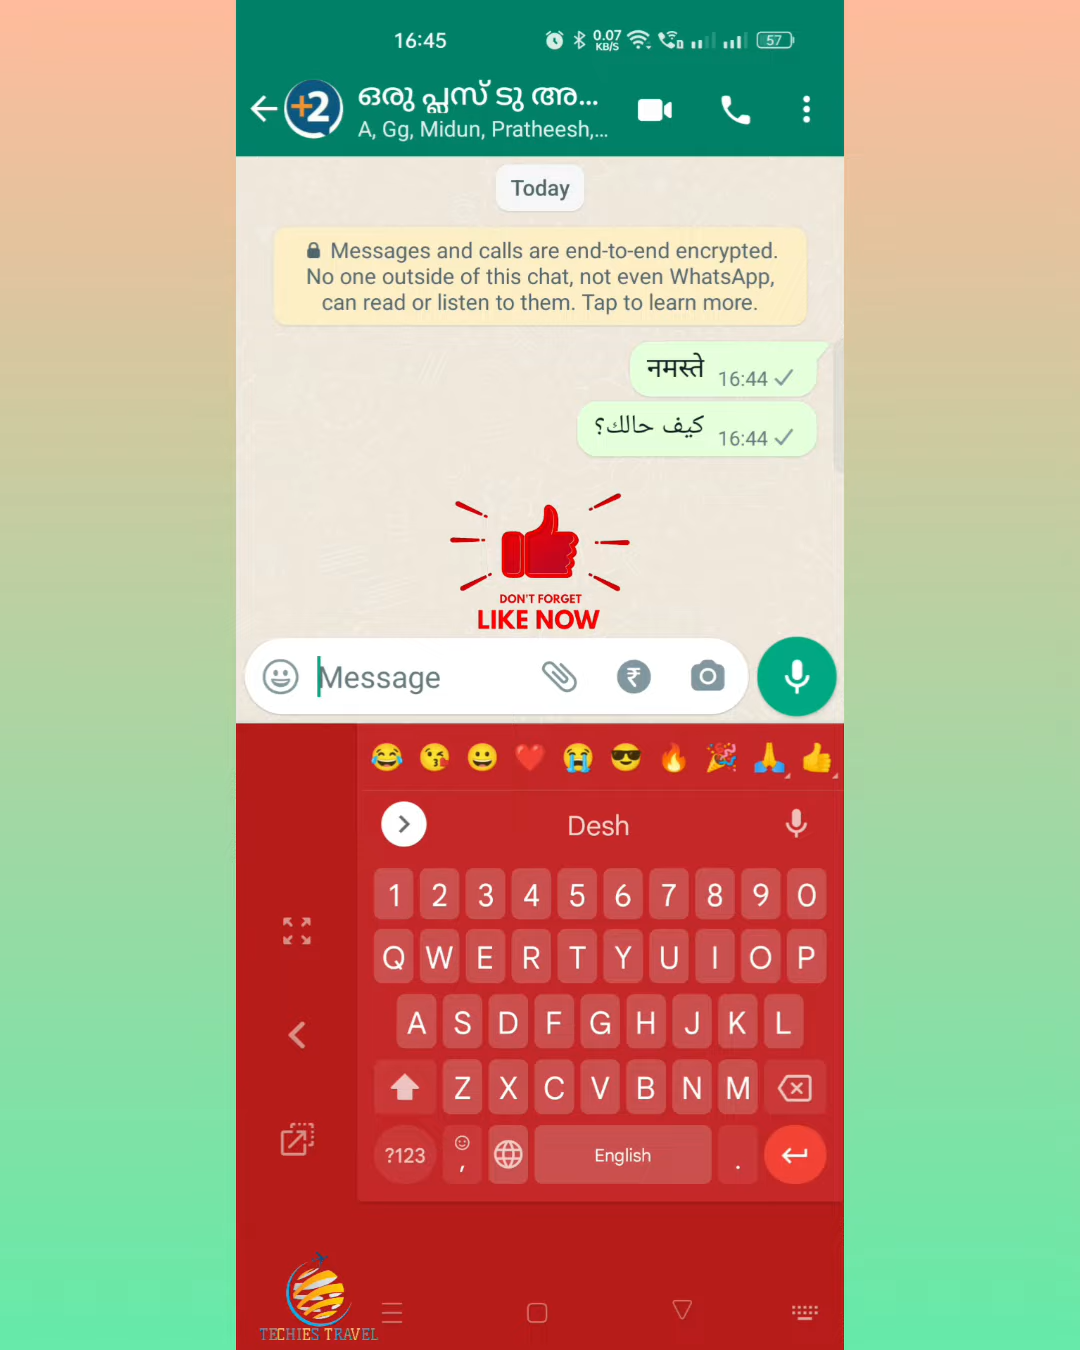 16:45
0.07
KB/S
57
+2
ഒരു പ്ലസ് ടു അ...
A, Gg, Midun, Pratheesh,...
Today
Messages and calls are end-to-end encrypted.
No one outside of this chat, not even WhatsApp,
can read or listen to them. Tap to learn more.
नमस्ते 16:44
كيف حالك؟ 16:44
DON'T FORGET
LIKE NOW
Message
₹
Desh
1 2 3 4 5 6 7 8 9 0
Q W E R T Y U I O P
A S D F G H J K L
Z X C V B N M
?123 , English .
TECHIES TRAVEL